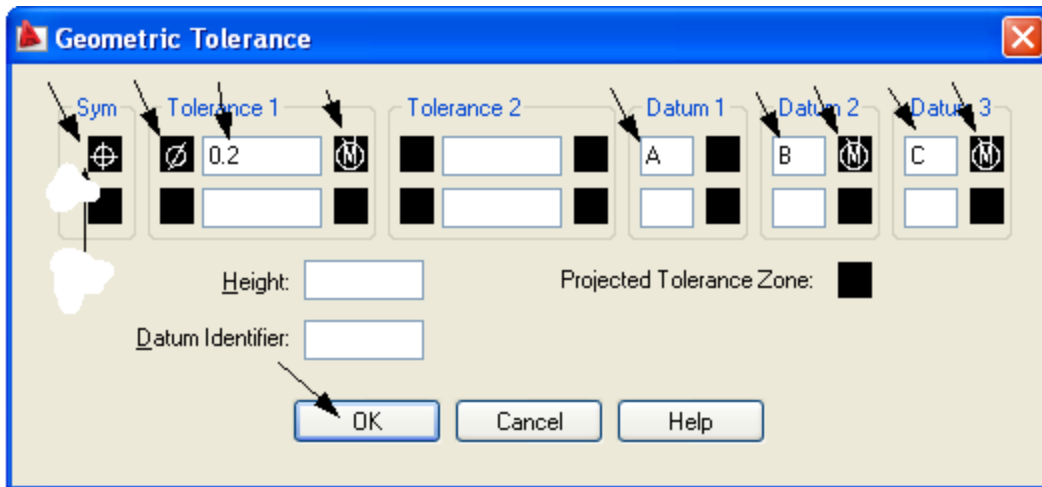 Geometric Tolerance
Sym Tolerance 1 Tolerance 2 Datum 1 Datum 2 Datum 3
⌖ Ø 0.2 Ⓜ A B Ⓜ C Ⓜ
Height: Projected Tolerance Zone:
Datum Identifier:
OK Cancel Help